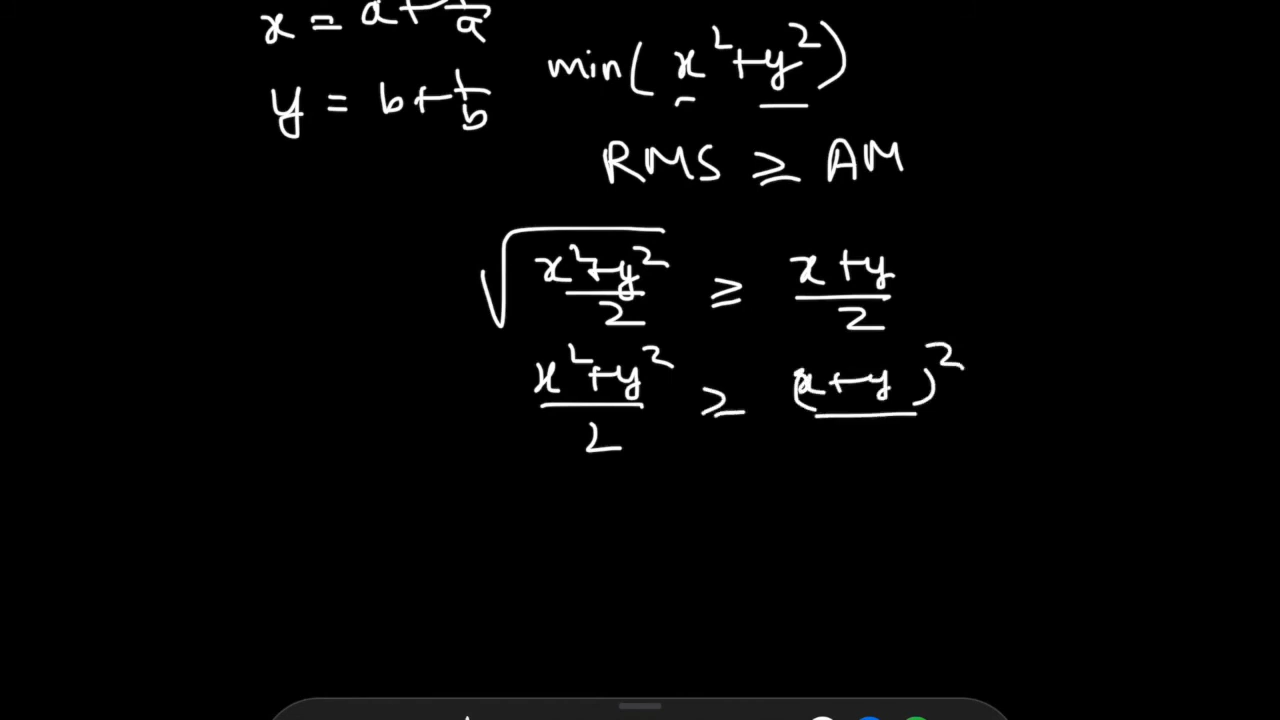 x = a + 1/a
min( x² + y² )
y = b + 1/b
RMS ≥ AM
√((x² + y²)/2) ≥ (x + y)/2
(x² + y²)/2 ≥ (x + y)²